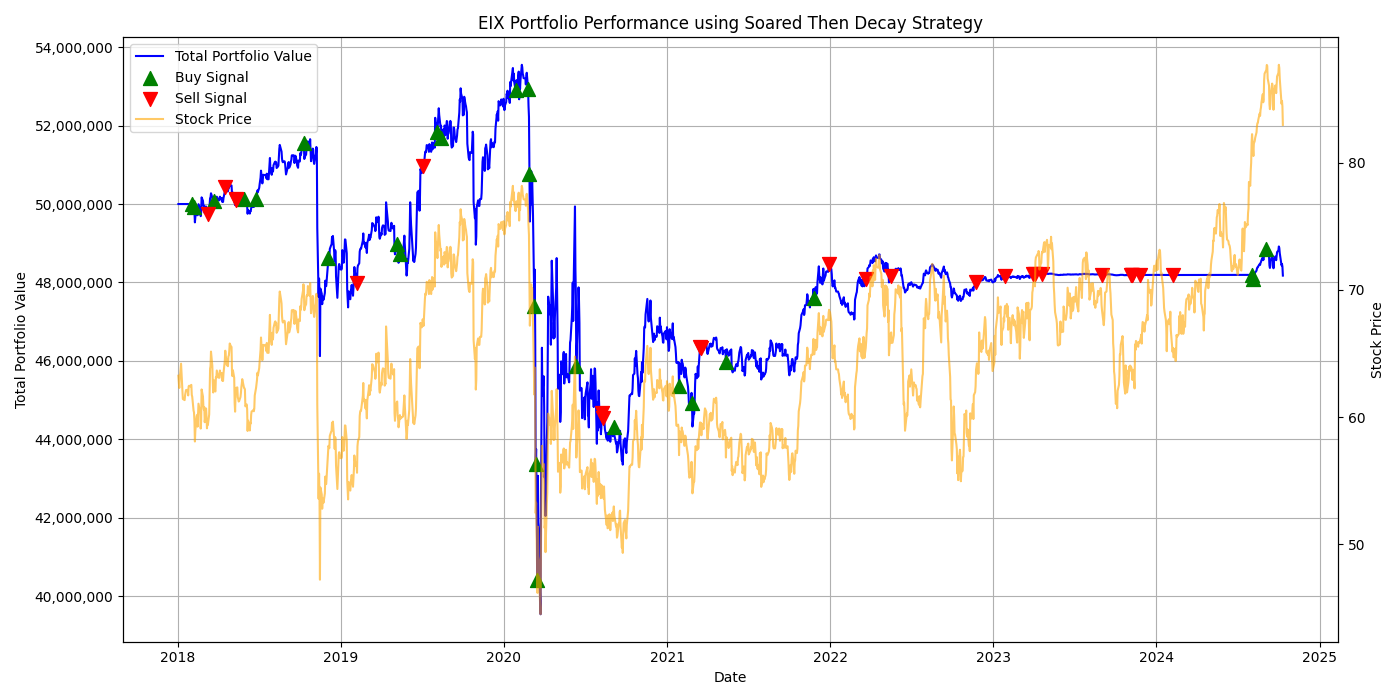 EIX Portfolio Performance using Soared Then Decay Strategy
Total Portfolio Value
Buy Signal
Sell Signal
Stock Price
54,000,000
52,000,000
50,000,000
48,000,000
46,000,000
44,000,000
42,000,000
40,000,000
Total Portfolio Value
80
70
60
50
Stock Price
2018
2019
2020
2021
2022
2023
2024
2025
Date